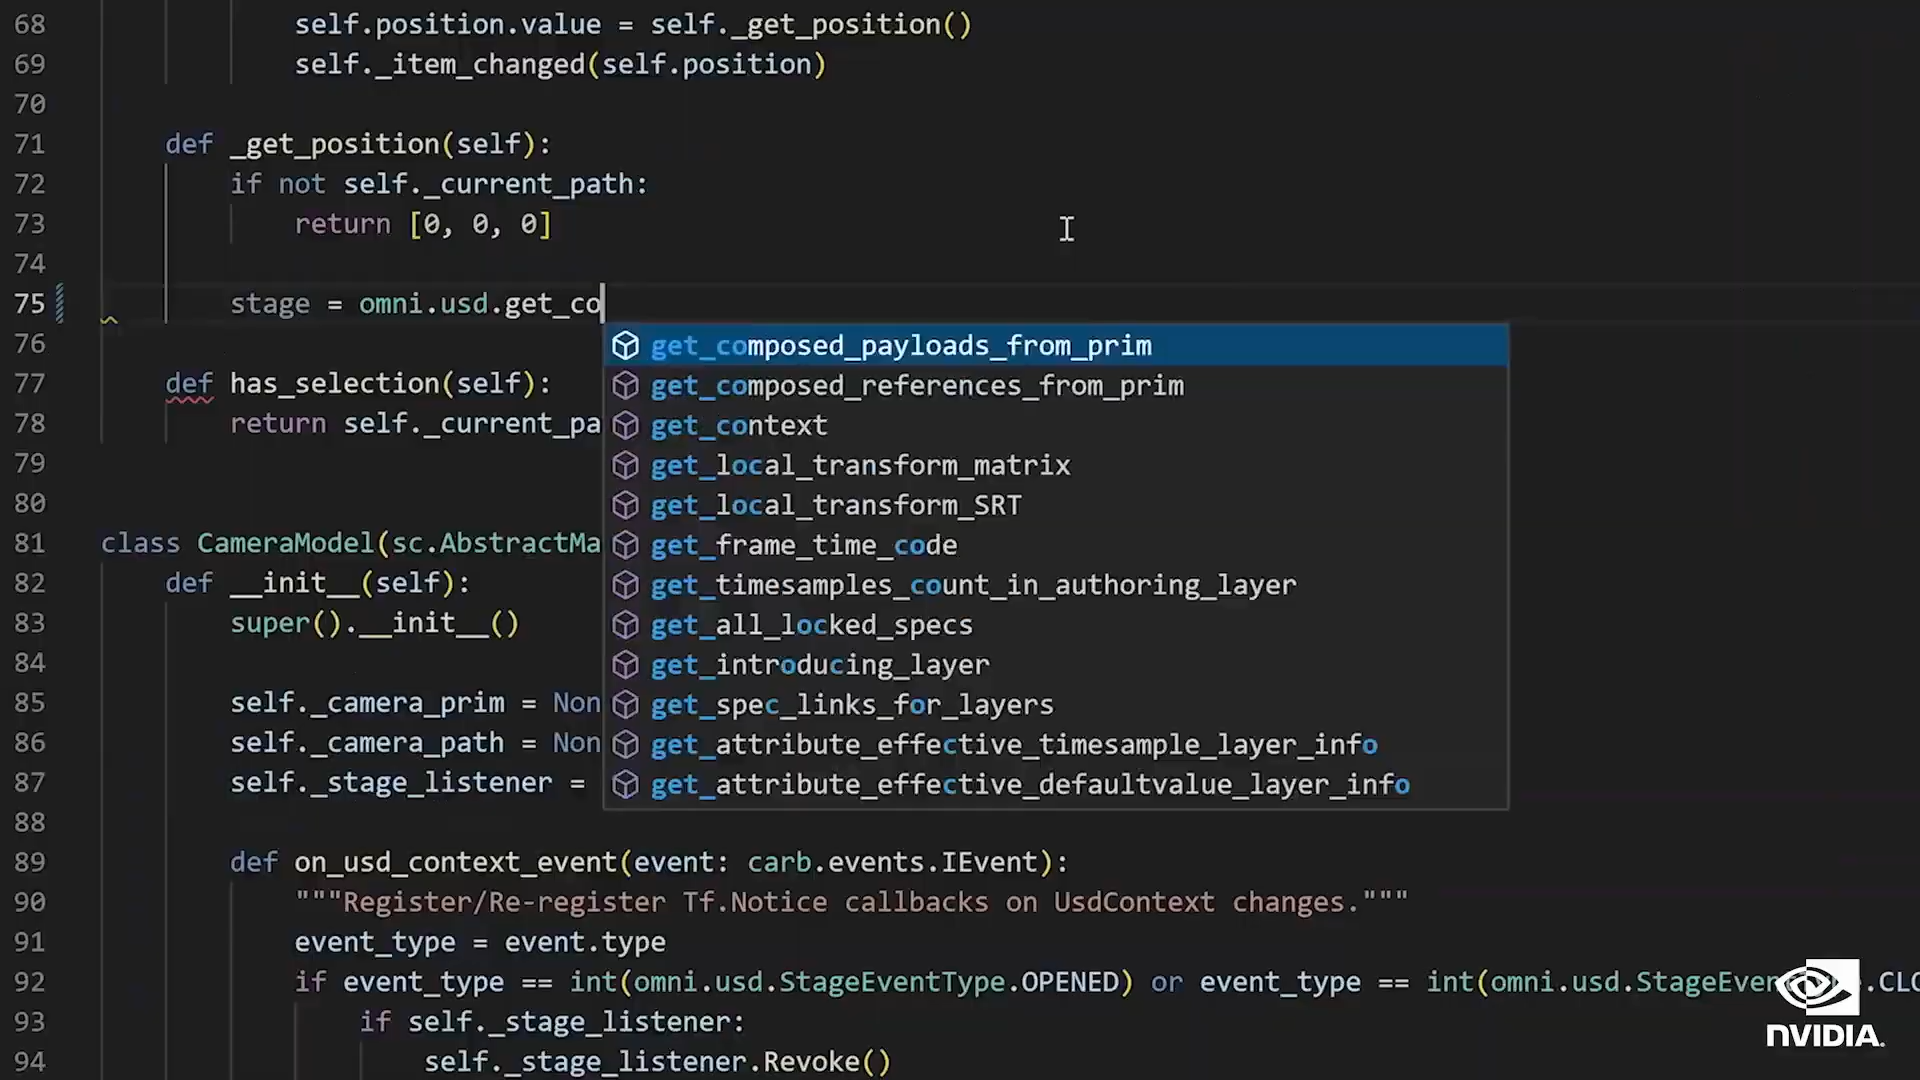 68 self.position.value = self._get_position()
69 self._item_changed(self.position)
70
71 def _get_position(self):
72 if not self._current_path:
73 return [0, 0, 0]
74
75 stage = omni.usd.get_co
get_composed_payloads_from_prim
76
get_composed_references_from_prim
77 def has_selection(self):
get_context
78 return self._current_pa
get_local_transform_matrix
79
get_local_transform_SRT
80
get_frame_time_code
81 class CameraModel(sc.AbstractMa
get_timesamples_count_in_authoring_layer
82 def __init__(self):
get_all_locked_specs
83 super().__init__()
get_introducing_layer
84
get_spec_links_for_layers
85 self._camera_prim = Non
get_attribute_effective_timesample_layer_info
86 self._camera_path = Non
get_attribute_effective_defaultvalue_layer_info
87 self._stage_listener =
88
89 def on_usd_context_event(event: carb.events.IEvent):
90 """Register/Re-register Tf.Notice callbacks on UsdContext changes."""
91 event_type = event.type
92 if event_type == int(omni.usd.StageEventType.OPENED) or event_type == int(omni.usd.StageEven .CLO
93 if self._stage_listener:
94 self._stage_listener.Revoke()
NVIDIA.